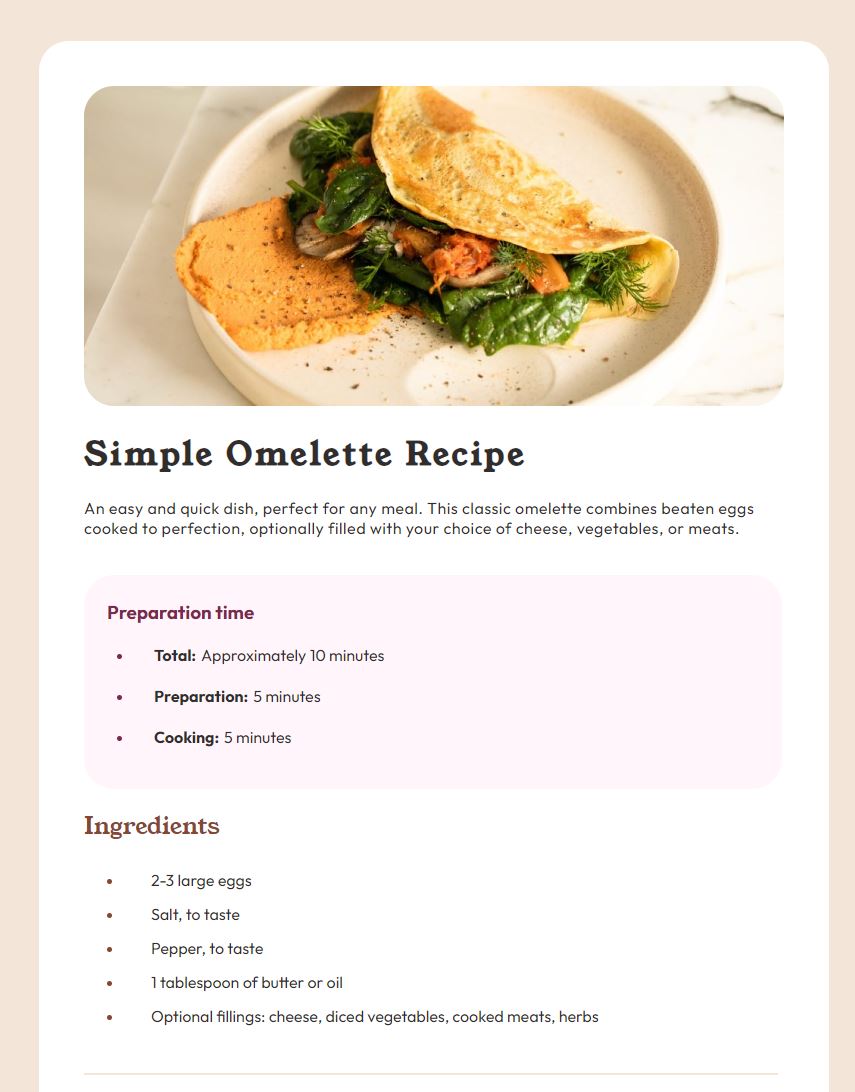 Simple Omelette Recipe
An easy and quick dish, perfect for any meal. This classic omelette combines beaten eggs
cooked to perfection, optionally filled with your choice of cheese, vegetables, or meats.
Preparation time
• Total: Approximately 10 minutes
• Preparation: 5 minutes
• Cooking: 5 minutes
Ingredients
• 2-3 large eggs
• Salt, to taste
• Pepper, to taste
• 1 tablespoon of butter or oil
• Optional fillings: cheese, diced vegetables, cooked meats, herbs